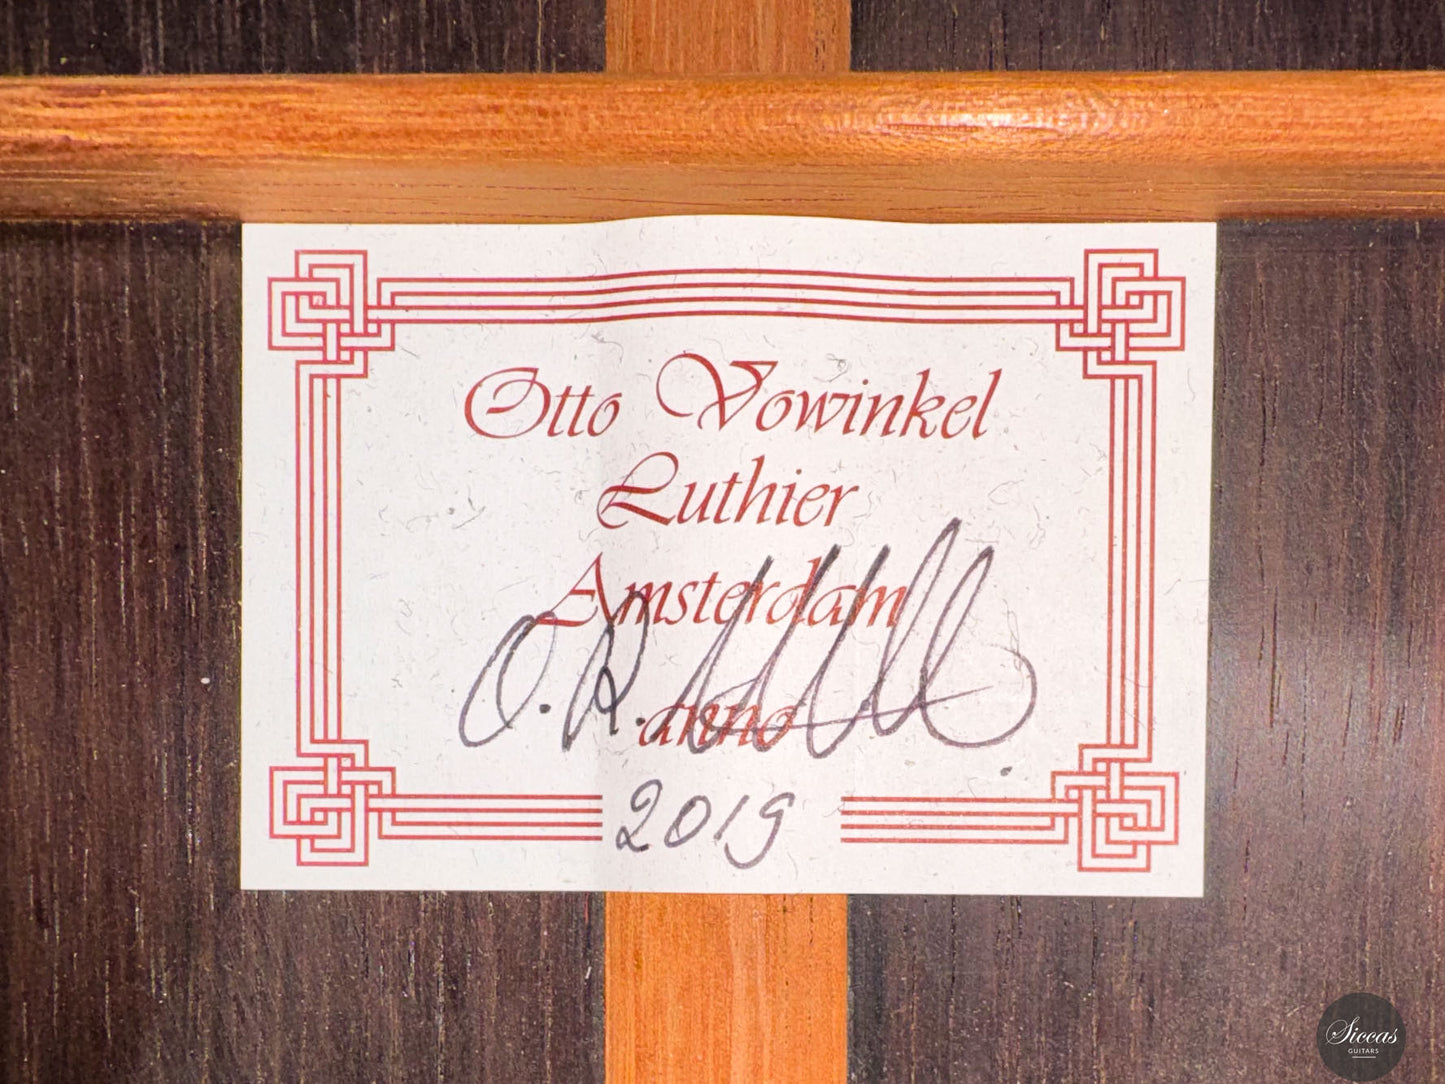 Otto Vowinkel
Luthier
Amsterdam
anno
2019
Siccas
GUITARS